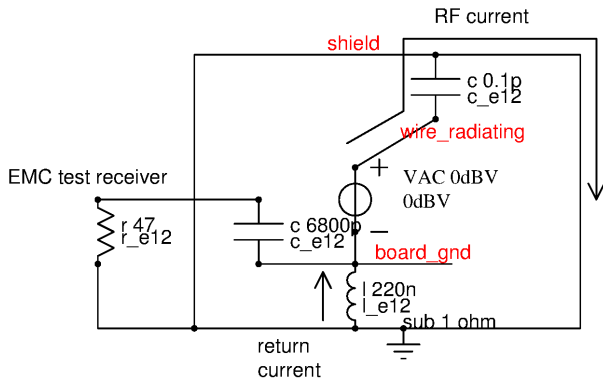 RF current
shield
c 0.1p
c_e12
wire_radiating
+
VAC 0dBV
0dBV
EMC test receiver
r 47
r_e12
c 6800p
c_e12
−
board_gnd
l 220n
l_e12
sub 1 ohm
return
current